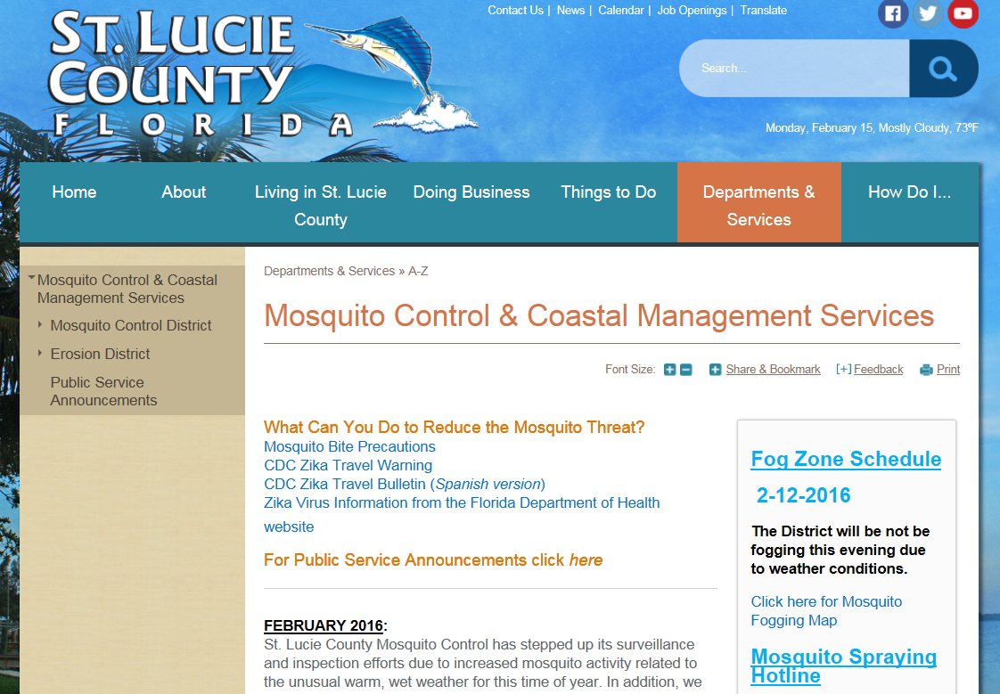 ST. LUCIE
COUNTY
FLORIDA
Contact Us | News | Calendar | Job Openings | Translate
Search...
Monday, February 15, Mostly Cloudy, 73ºF
Home
About
Living in St. Lucie
County
Doing Business
Things to Do
Departments &
Services
How Do I...
Mosquito Control & Coastal
Management Services
Mosquito Control District
Erosion District
Public Service
Announcements
Departments & Services » A-Z
Mosquito Control & Coastal Management Services
Font Size: + - + Share & Bookmark [+] Feedback Print
What Can You Do to Reduce the Mosquito Threat?
Mosquito Bite Precautions
CDC Zika Travel Warning
CDC Zika Travel Bulletin (Spanish version)
Zika Virus Information from the Florida Department of Health
website
For Public Service Announcements click here
FEBRUARY 2016:
St. Lucie County Mosquito Control has stepped up its surveillance
and inspection efforts due to increased mosquito activity related to
the unusual warm, wet weather for this time of year. In addition, we
Fog Zone Schedule
2-12-2016
The District will be not be
fogging this evening due
to weather conditions.
Click here for Mosquito
Fogging Map
Mosquito Spraying
Hotline